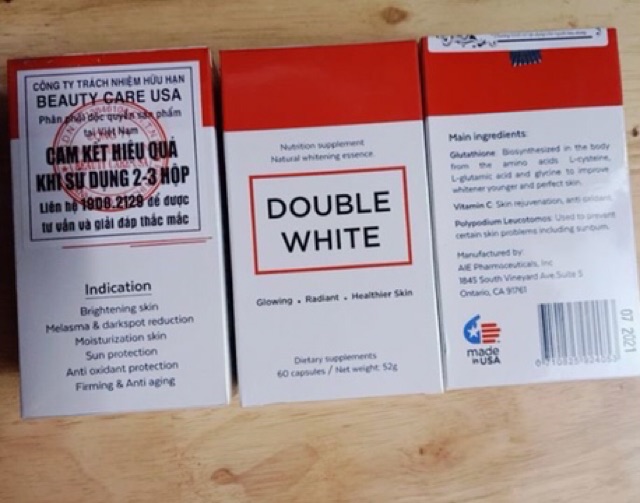 CÔNG TY TRÁCH NHIỆM HỮU HẠN
BEAUTY CARE USA
Phân phối độc quyền sản phẩm
tại Việt Nam
CAM KẾT HIỆU QUẢ
KHI SỬ DỤNG 2-3 HỘP
Liên hệ 1900.2129 để được
tư vấn và giải đáp thắc mắc
Indication
Brightening skin
Melasma & darkspot reduction
Moisturization skin
Sun protection
Anti oxidant protection
Firming & Anti aging
Nutrition supplement
Natural whitening essence
DOUBLE
WHITE
Glowing • Radiant • Healthier Skin
Dietary supplements
60 capsules / Net weight: 52g
Main ingredients:
Glutathione: Biosynthesized in the body
from the amino acids L-cysteine,
L-glutamic acid and glycine to improve
whitener younger and perfect skin.
Vitamin C: Skin rejuvenation, anti oxidant.
Polypodium Leucotomos: Used to prevent
certain skin problems including sunburn.
Manufactured by:
AIE Pharmaceuticals, Inc
1845 South Vineyard Ave, Suite 5
Ontario, CA 91761
made
in USA
07 2021